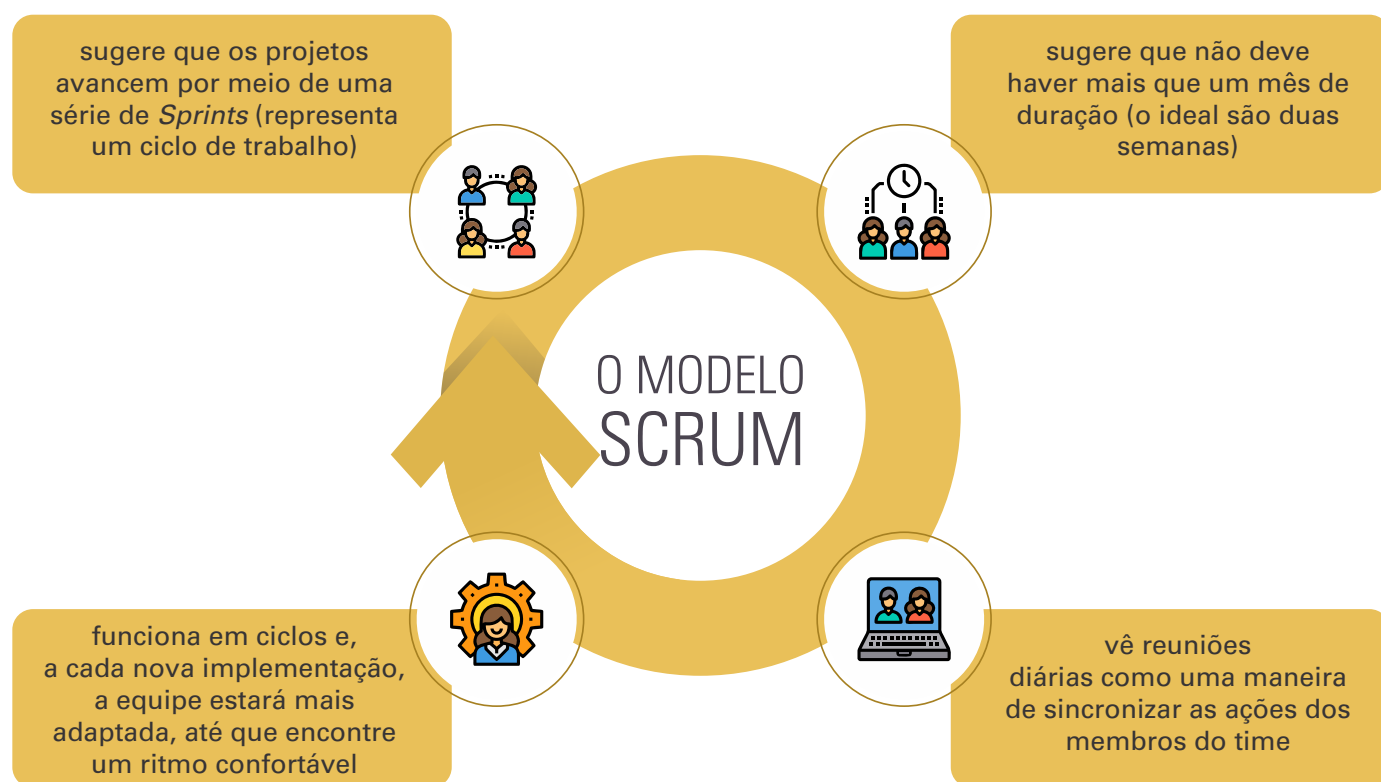 sugere que os projetos
avancem por meio de uma
série de Sprints (representa
um ciclo de trabalho)
sugere que não deve
haver mais que um mês de
duração (o ideal são duas
semanas)
O MODELO
SCRUM
funciona em ciclos e,
a cada nova implementação,
a equipe estará mais
adaptada, até que encontre
um ritmo confortável
vê reuniões
diárias como uma maneira
de sincronizar as ações dos
membros do time